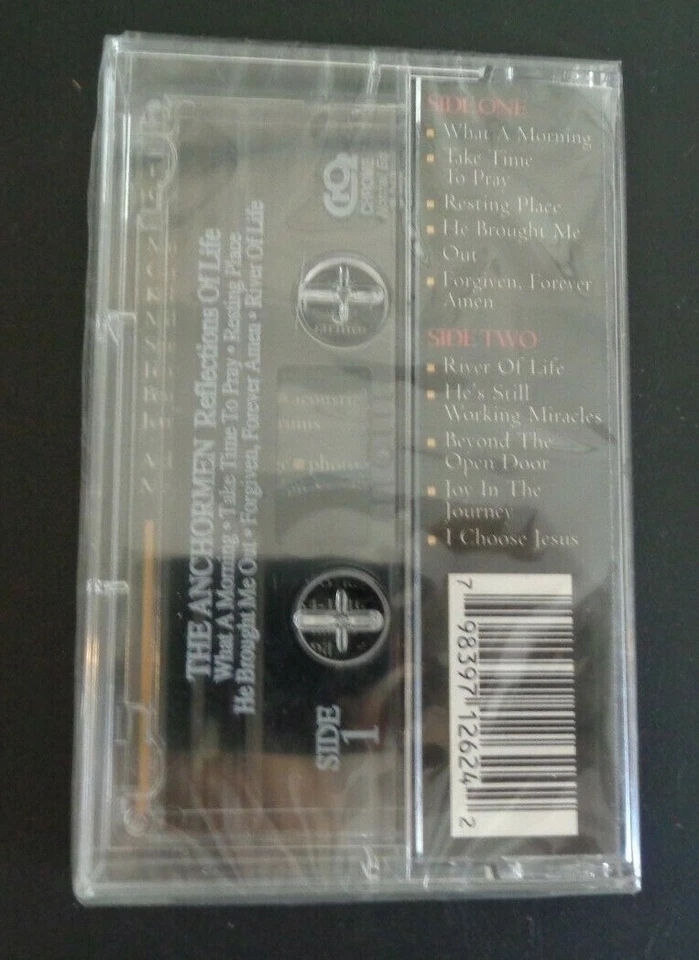 SIDE ONE
What A Morning
Take Time
To Pray
Resting Place
He Brought Me
Out
Forgiven, Forever
Amen
SIDE TWO
River Of Life
He's Still
Working Miracles
Beyond The
Open Door
Joy In The
Journey
I Choose Jesus
7 98397 12624 2
THE ANCHORMEN Reflections Of Life
What A Morning • Take Time To Pray • Resting Place
He Brought Me Out • Forgiven, Forever Amen • River Of Life
SIDE
1
CHROME
acoustic
photo